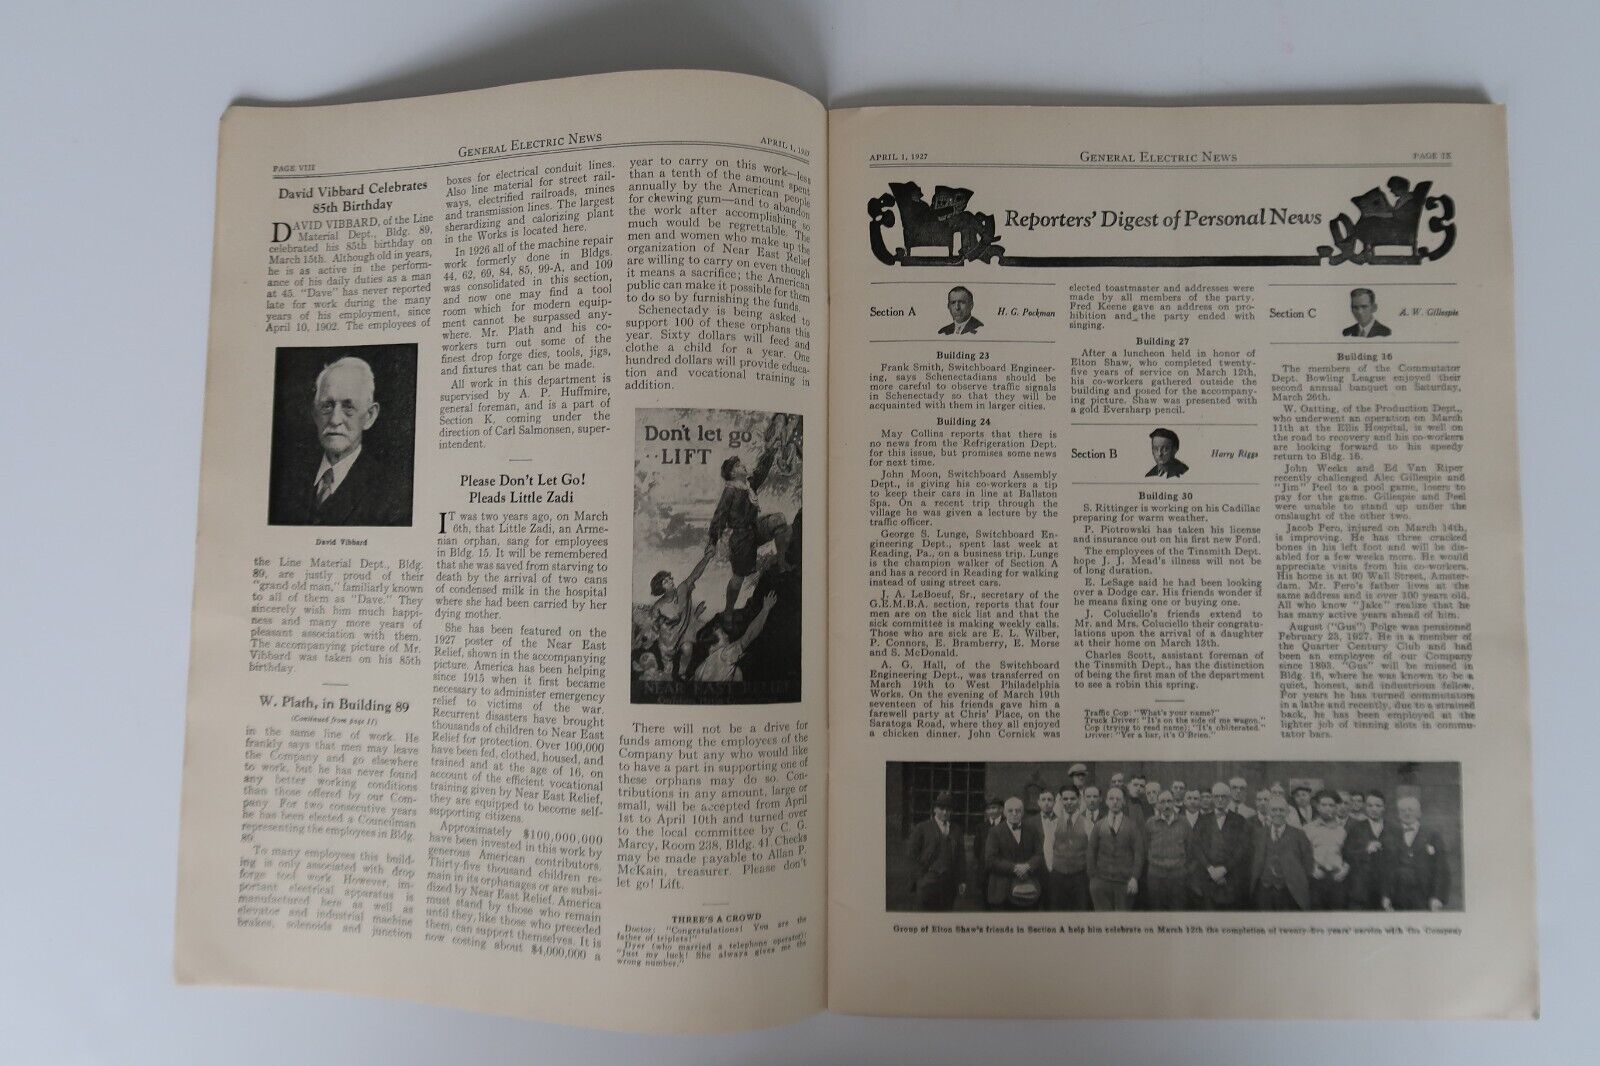 PAGE VIII
GENERAL ELECTRIC NEWS
APRIL 1, 1927
David Vibbard Celebrates
85th Birthday
DAVID VIBBARD, of the Line
Material Dept., Bldg. 89,
celebrated his 85th birthday on
March 15th. Although old in years,
he is as active in the perform-
ance of his daily duties as a man
at 45. "Dave" has never reported
late for work during the many
years of his employment, since
April 10, 1902. The employees of
David Vibbard
the Line Material Dept., Bldg.
89, are justly proud of their
"grand old man," familiarly known
to all of them as "Dave." They
sincerely wish him much happi-
ness and many more years of
pleasant association with them.
The accompanying picture of Mr.
Vibbard was taken on his 85th
birthday.
W. Plath, in Building 89
(Continued from page 11)
in the same line of work. He
frankly says that men may leave
the Company and go elsewhere
to work, but he has never found
any better working conditions
than those offered by our Com-
pany. For two consecutive years
he has been elected a Councilman
representing the employees in Bldg.
89.
To many employees this build-
ing is only associated with drop
forge tool work. However, im-
portant electrical apparatus is
manufactured here as well as
elevator and industrial machine
brakes, solenoids and junction
boxes for electrical conduit lines.
Also line material for street rail-
ways, electrified railroads, mines
and transmission lines. The largest
sherardizing and calorizing plant
in the Works is located here.
In 1926 all of the machine repair
work formerly done in Bldgs.
44, 62, 69, 84, 85, 99-A, and 109
was consolidated in this section,
and now one may find a tool
room which for modern equip-
ment cannot be surpassed any-
where. Mr. Plath and his co-
workers turn out some of the
finest drop forge dies, tools, jigs,
and fixtures that can be made.
All work in this department is
supervised by A. P. Huffmire,
general foreman, and is a part of
Section K, coming under the
direction of Carl Salmonsen, super-
intendent.
Please Don't Let Go!
Pleads Little Zadi
IT was two years ago, on March
6th, that Little Zadi, an Arme-
nian orphan, sang for employees
in Bldg. 15. It will be remembered
that she was saved from starving to
death by the arrival of two cans
of condensed milk in the hospital
where she had been carried by her
dying mother.
She has been featured on the
1927 poster of the Near East
Relief, shown in the accompanying
picture. America has been helping
since 1915 when it first became
necessary to administer emergency
relief to victims of the war.
Recurrent disasters have brought
thousands of children to Near East
Relief for protection. Over 100,000
have been fed, clothed, housed, and
trained and at the age of 16, on
account of the efficient vocational
training given by Near East Relief,
they are equipped to become self-
supporting citizens.
Approximately $100,000,000
have been invested in this work by
generous American contributors.
Thirty-five thousand children re-
main in its orphanages or are subsi-
dized by Near East Relief. America
must stand by those who remain
until they, like those who preceded
them, can support themselves. It is
now costing about $4,000,000 a
year to carry on this work—less
than a tenth of the amount spent
annually by the American people
for chewing gum—and to abandon
the work after accomplishing so
much would be regrettable. The
men and women who make up the
organization of Near East Relief
are willing to carry on even though
it means a sacrifice; the American
public can make it possible for them
to do so by furnishing the funds.
Schenectady is being asked to
support 100 of these orphans this
year. Sixty dollars will feed and
clothe a child for a year. One
hundred dollars will provide educa-
tion and vocational training in
addition.
Don't let go
LIFT
NEAR EAST RELIEF
There will not be a drive for
funds among the employees of the
Company but any who would like
to have a part in supporting one of
these orphans may do so. Con-
tributions in any amount, large or
small, will be accepted from April
1st to April 10th and turned over
to the local committee by C. G.
Marcy, Room 238, Bldg. 41. Checks
may be made payable to Allan P.
McKain, treasurer. Please don't
let go! Lift.
THREE'S A CROWD
Doctor: "Congratulations! You are the
father of triplets!"
Dyer (who married a telephone operator):
"Just my luck! She always gives me the
wrong number."
APRIL 1, 1927
GENERAL ELECTRIC NEWS
PAGE IX
Reporters' Digest of Personal News
Section A
H. G. Pockman
Building 23
Frank Smith, Switchboard Engineer-
ing, says Schenectadians should be
more careful to observe traffic signals
in Schenectady so that they will be
acquainted with them in larger cities.
Building 24
May Collins reports that there is
no news from the Refrigeration Dept.
for this issue, but promises some news
for next time.
John Moon, Switchboard Assembly
Dept., is giving his co-workers a tip
to keep their cars in line at Ballston
Spa. On a recent trip through the
village he was given a lecture by the
traffic officer.
George S. Lunge, Switchboard En-
gineering Dept., spent last week at
Reading, Pa., on a business trip. Lunge
is the champion walker of Section A
and has a record in Reading for walking
instead of using street cars.
J. A. LeBoeuf, Sr., secretary of the
G.E.M.B.A. section, reports that four
men are on the sick list and that the
sick committee is making weekly calls.
Those who are sick are E. L. Wilber,
P. Connors, E. Bramberry, E. Morse
and S. McDonald.
A. G. Hall, of the Switchboard
Engineering Dept., was transferred on
March 19th to West Philadelphia
Works. On the evening of March 19th
seventeen of his friends gave him a
farewell party at Chris' Place, on the
Saratoga Road, where they all enjoyed
a chicken dinner. John Cornick was
elected toastmaster and addresses were
made by all members of the party.
Fred Keene gave an address on pro-
hibition and the party ended with
singing.
Building 27
After a luncheon held in honor of
Elton Shaw, who completed twenty-
five years of service on March 12th,
his co-workers gathered outside the
building and posed for the accompany-
ing picture. Shaw was presented with
a gold Eversharp pencil.
Section B
Harry Riggs
Building 30
S. Rittinger is working on his Cadillac
preparing for warm weather.
P. Piotrowski has taken his license
and insurance out on his first new Ford.
The employees of the Tinsmith Dept.
hope J. J. Mead's illness will not be
of long duration.
E. LeSage said he had been looking
over a Dodge car. His friends wonder if
he means fixing one or buying one.
J. Coluciello's friends extend to
Mr. and Mrs. Coluciello their congratu-
lations upon the arrival of a daughter
at their home on March 13th.
Charles Scott, assistant foreman of
the Tinsmith Dept., has the distinction
of being the first man of the department
to see a robin this spring.
Traffic Cop: "What's your name?"
Truck Driver: "It's on the side of me wagon."
Cop (trying to read name): "It's obliterated."
Driver: "Yer a liar, it's O'Brien."
Section C
A. W. Gillespie
Building 16
The members of the Commutator
Dept. Bowling League enjoyed their
second annual banquet on Saturday,
March 26th.
W. Oatting, of the Production Dept.,
who underwent an operation on March
11th at the Ellis Hospital, is well on
the road to recovery and his co-workers
are looking forward to his speedy
return to Bldg. 16.
John Weeks and Ed Van Riper
recently challenged Alec Gillespie and
"Jim" Peel to a pool game, losers to
pay for the game. Gillespie and Peel
were unable to stand up under the
onslaught of the other two.
Jacob Pero, injured on March 14th,
is improving. He has three cracked
bones in his left foot and will be dis-
abled for a few weeks more. He would
appreciate visits from his co-workers.
His home is at 90 Wall Street, Amster-
dam. Mr. Pero's father lives at the
same address and is over 100 years old.
All who know "Jake" realize that he
has many active years ahead of him.
August ("Gus") Polge was pensioned
February 23, 1927. He is a member of
the Quarter Century Club and had
been an employee of our Company
since 1893. "Gus" will be missed in
Bldg. 16, where he was known to be a
quiet, honest, and industrious fellow.
For years he has turned commutators
in a lathe and recently, due to a strained
back, he has been employed at the
lighter job of tinning slots in commu-
tator bars.
Group of Elton Shaw's friends in Section A help him celebrate on March 12th the completion of twenty-five years' service with the Company